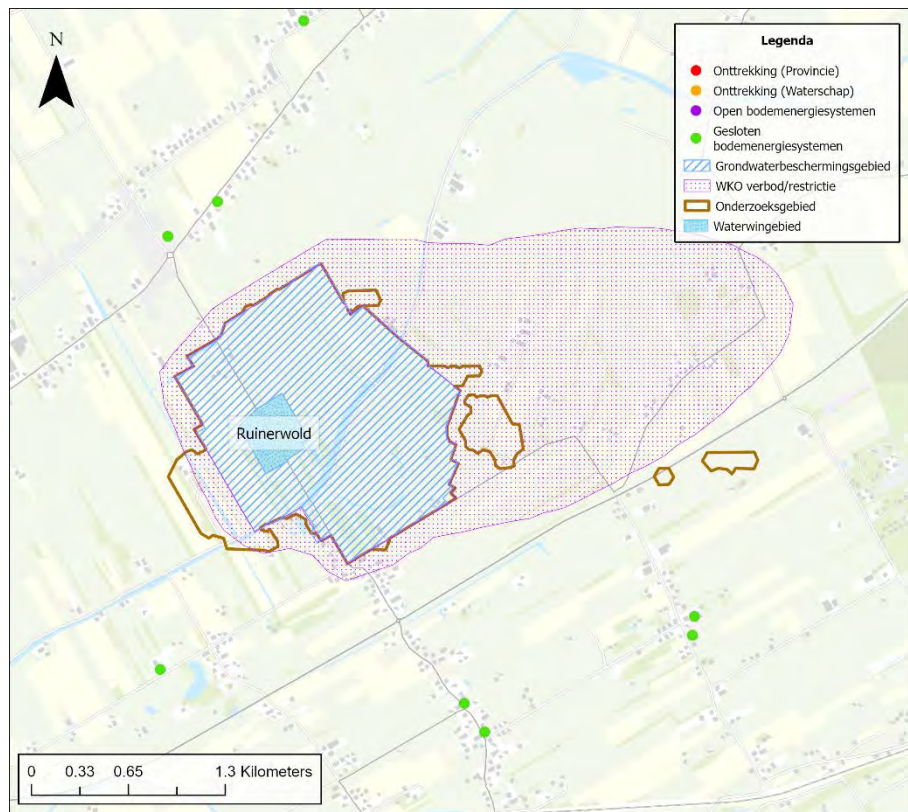 N
Legenda
Onttrekking (Provincie)
Onttrekking (Waterschap)
Open bodemenergiesystemen
Gesloten
bodemenergiesystemen
Grondwaterbeschermingsgebied
WKO verbod/restrictie
Onderzoeksgebied
Waterwingebied
Ruinerwold
0 0.33 0.65 1.3 Kilometers